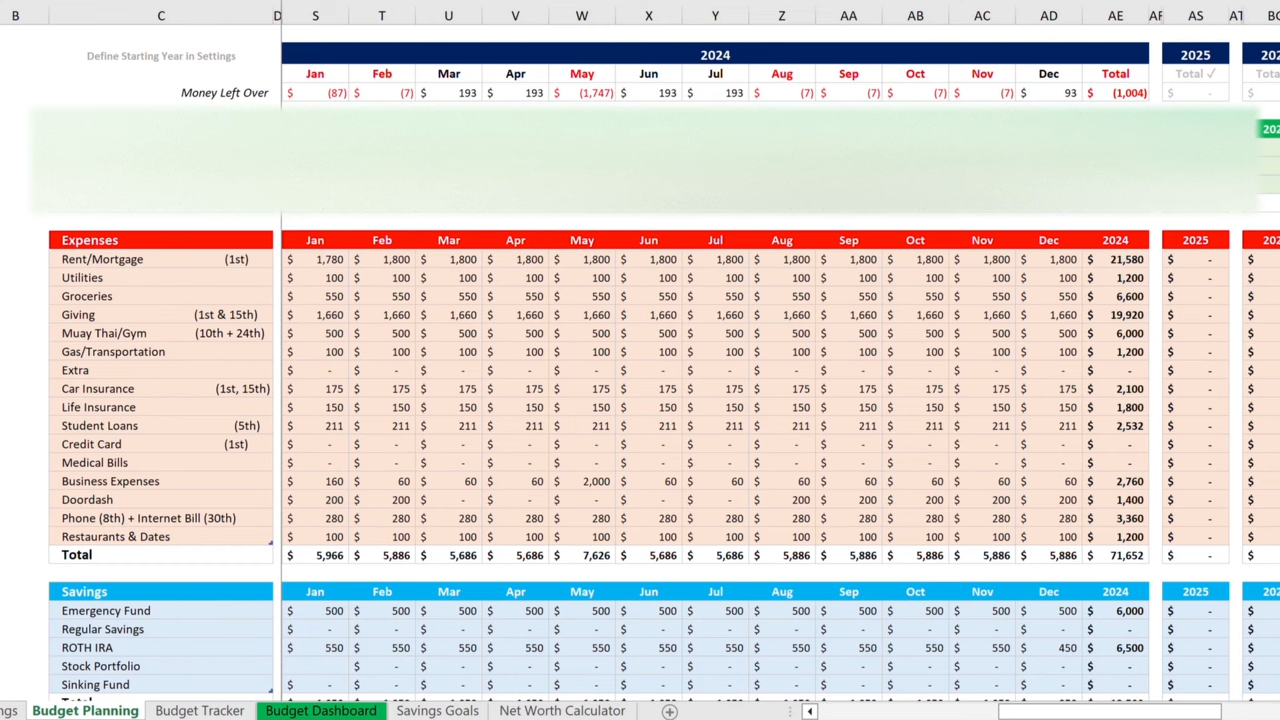 B C D S T U V W X Y Z AA AB AC AD AE AF AS AT
Define Starting Year in Settings 2024 2025
Jan Feb Mar Apr May Jun Jul Aug Sep Oct Nov Dec Total Total ✓
Money Left Over $ (87) $ (7) $ 193 $ 193 $ (1,747) $ 193 $ 193 $ (7) $ (7) $ (7) $ (7) $ 93 $ (1,004) $ -
Expenses Jan Feb Mar Apr May Jun Jul Aug Sep Oct Nov Dec 2024 2025
Rent/Mortgage (1st) $ 1,780 $ 1,800 $ 1,800 $ 1,800 $ 1,800 $ 1,800 $ 1,800 $ 1,800 $ 1,800 $ 1,800 $ 1,800 $ 1,800 $ 21,580 $ - $
Utilities $ 100 $ 100 $ 100 $ 100 $ 100 $ 100 $ 100 $ 100 $ 100 $ 100 $ 100 $ 100 $ 1,200 $ - $
Groceries $ 550 $ 550 $ 550 $ 550 $ 550 $ 550 $ 550 $ 550 $ 550 $ 550 $ 550 $ 550 $ 6,600 $ - $
Giving (1st & 15th) $ 1,660 $ 1,660 $ 1,660 $ 1,660 $ 1,660 $ 1,660 $ 1,660 $ 1,660 $ 1,660 $ 1,660 $ 1,660 $ 1,660 $ 19,920 $ - $
Muay Thai/Gym (10th + 24th) $ 500 $ 500 $ 500 $ 500 $ 500 $ 500 $ 500 $ 500 $ 500 $ 500 $ 500 $ 500 $ 6,000 $ - $
Gas/Transportation $ 100 $ 100 $ 100 $ 100 $ 100 $ 100 $ 100 $ 100 $ 100 $ 100 $ 100 $ 100 $ 1,200 $ - $
Extra $ - $ - $ - $ - $ - $ - $ - $ - $ - $ - $ - $ - $ - $ - $
Car Insurance (1st, 15th) $ 175 $ 175 $ 175 $ 175 $ 175 $ 175 $ 175 $ 175 $ 175 $ 175 $ 175 $ 175 $ 2,100 $ - $
Life Insurance $ 150 $ 150 $ 150 $ 150 $ 150 $ 150 $ 150 $ 150 $ 150 $ 150 $ 150 $ 150 $ 1,800 $ - $
Student Loans (5th) $ 211 $ 211 $ 211 $ 211 $ 211 $ 211 $ 211 $ 211 $ 211 $ 211 $ 211 $ 211 $ 2,532 $ - $
Credit Card (1st) $ - $ - $ - $ - $ - $ - $ - $ - $ - $ - $ - $ - $ - $ - $
Medical Bills $ - $ - $ - $ - $ - $ - $ - $ - $ - $ - $ - $ - $ - $ - $
Business Expenses $ 160 $ 60 $ 60 $ 60 $ 2,000 $ 60 $ 60 $ 60 $ 60 $ 60 $ 60 $ 60 $ 2,760 $ - $
Doordash $ 200 $ 200 $ - $ - $ - $ - $ - $ 200 $ 200 $ 200 $ 200 $ 200 $ 1,400 $ - $
Phone (8th) + Internet Bill (30th) $ 280 $ 280 $ 280 $ 280 $ 280 $ 280 $ 280 $ 280 $ 280 $ 280 $ 280 $ 280 $ 3,360 $ - $
Restaurants & Dates $ 100 $ 100 $ 100 $ 100 $ 100 $ 100 $ 100 $ 100 $ 100 $ 100 $ 100 $ 100 $ 1,200 $ - $
Total $ 5,966 $ 5,886 $ 5,686 $ 5,686 $ 7,626 $ 5,686 $ 5,686 $ 5,886 $ 5,886 $ 5,886 $ 5,886 $ 5,886 $ 71,652 $ - $
Savings Jan Feb Mar Apr May Jun Jul Aug Sep Oct Nov Dec 2024 2025
Emergency Fund $ 500 $ 500 $ 500 $ 500 $ 500 $ 500 $ 500 $ 500 $ 500 $ 500 $ 500 $ 500 $ 6,000 $ - $
Regular Savings $ - $ - $ - $ - $ - $ - $ - $ - $ - $ - $ - $ - $ - $ - $
ROTH IRA $ 550 $ 550 $ 550 $ 550 $ 550 $ 550 $ 550 $ 550 $ 550 $ 550 $ 550 $ 450 $ 6,500 $ - $
Stock Portfolio $ - $ - $ - $ - $ - $ - $ - $ - $ - $ - $ - $ - $ - $
Sinking Fund $ - $ - $ - $ - $ - $ - $ - $ - $ - $ - $ - $ - $ - $ - $
Budget Planning Budget Tracker Budget Dashboard Savings Goals Net Worth Calculator